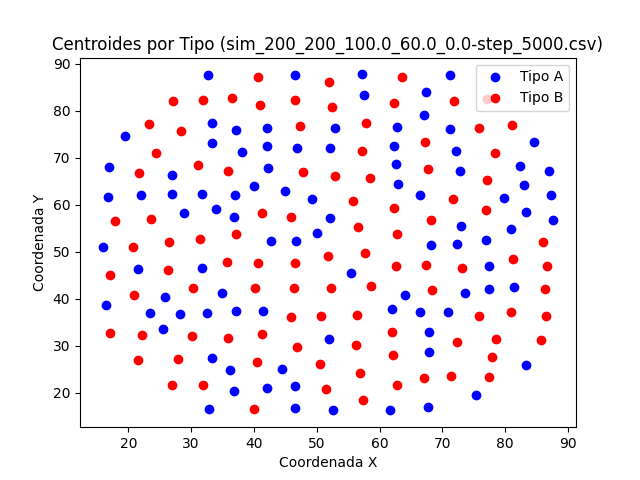 Centroides por Tipo (sim_200_200_100.0_60.0_0.0-step_5000.csv)
Tipo A
Tipo B
Coordenada Y
90
80
70
60
50
40
30
20
20 30 40 50 60 70 80 90
Coordenada X